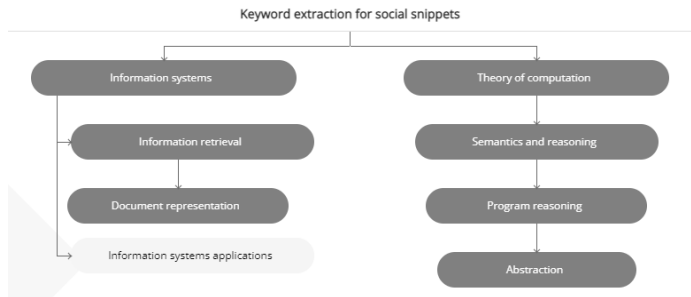 Keyword extraction for social snippets
Information systems
Theory of computation
Information retrieval
Semantics and reasoning
Document representation
Program reasoning
Information systems applications
Abstraction